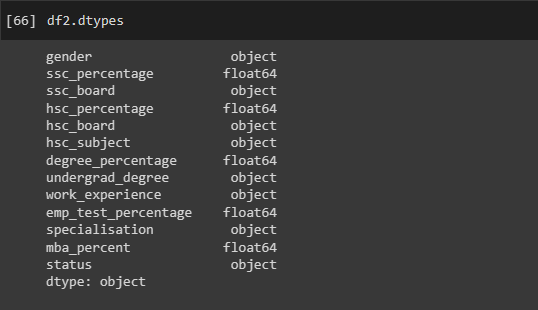 [66] df2.dtypes
gender object
ssc_percentage float64
ssc_board object
hsc_percentage float64
hsc_board object
hsc_subject object
degree_percentage float64
undergrad_degree object
work_experience object
emp_test_percentage float64
specialisation object
mba_percent float64
status object
dtype: object